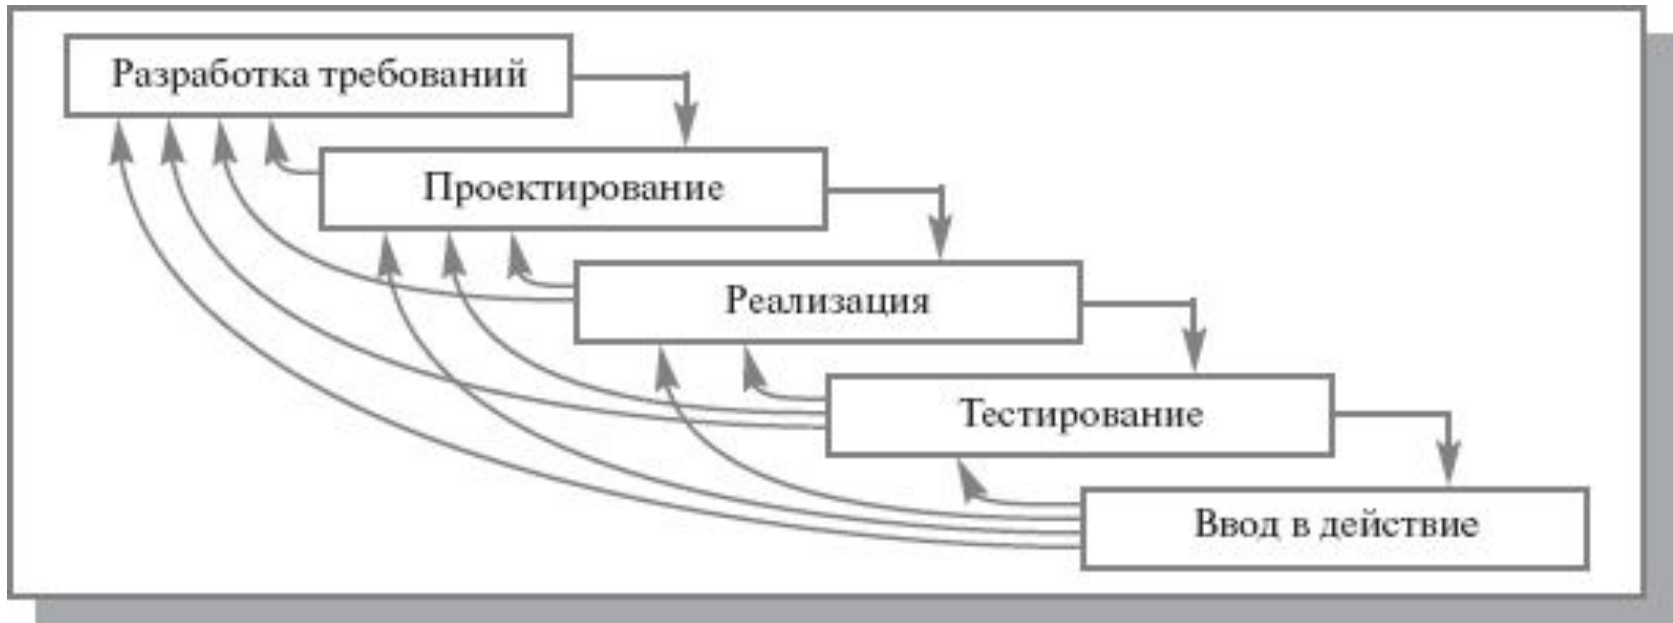 Разработка требований
Проектирование
Реализация
Тестирование
Ввод в действие